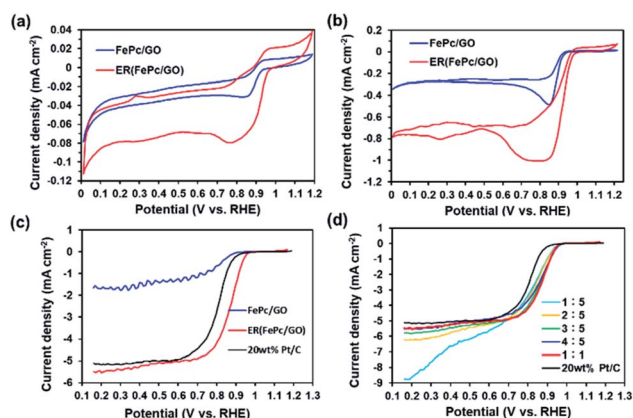 (a)
0.04
0.02
0
-0.02
-0.04
-0.06
-0.08
-0.1
-0.12
Current density (mA cm⁻²)
FePc/GO
ER(FePc/GO)
0 0.1 0.2 0.3 0.4 0.5 0.6 0.7 0.8 0.9 1 1.1 1.2
Potential (V vs. RHE)
(b)
0.2
0
-0.2
-0.4
-0.6
-0.8
-1
-1.2
Current density (mA cm⁻²)
FePc/GO
ER(FePc/GO)
0 0.1 0.2 0.3 0.4 0.5 0.6 0.7 0.8 0.9 1 1.1 1.2
Potential (V vs. RHE)
(c)
1
0
-1
-2
-3
-4
-5
-6
Current density (mA cm⁻²)
FePc/GO
ER(FePc/GO)
20wt% Pt/C
0.1 0.2 0.3 0.4 0.5 0.6 0.7 0.8 0.9 1 1.1 1.2 1.3
Potential (V vs. RHE)
(d)
1
0
-1
-2
-3
-4
-5
-6
-7
-8
-9
Current density (mA cm⁻²)
1 : 5
2 : 5
3 : 5
4 : 5
1 : 1
20wt% Pt/C
0.1 0.2 0.3 0.4 0.5 0.6 0.7 0.8 0.9 1 1.1 1.2 1.3
Potential (V vs. RHE)